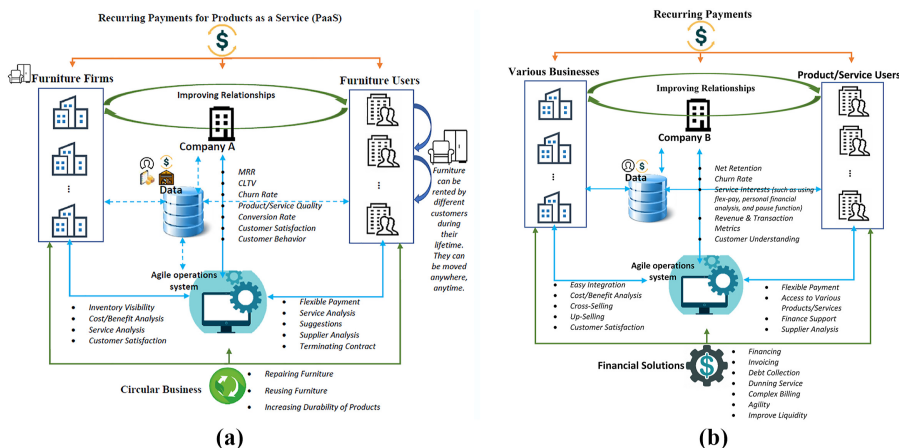 Recurring Payments for Products as a Service (PaaS)
Furniture Firms
Furniture Users
Improving Relationships
Company A
Data
MRR
CLTV
Churn Rate
Product/Service Quality
Conversion Rate
Customer Satisfaction
Customer Behavior
Furniture
can be
rented by
different
customers
during
their
lifetime.
They can
be moved
anywhere,
anytime.
Agile operations
system
Inventory Visibility
Cost/Benefit Analysis
Service Analysis
Customer Satisfaction
Flexible Payment
Service Analysis
Suggestions
Supplier Analysis
Terminating Contract
Circular Business
Repairing Furniture
Reusing Furniture
Increasing Durability of Products
(a)
Recurring Payments
Various Businesses
Product/Service Users
Improving Relationships
Company B
Data
Net Retention
Churn Rate
Service Interests (such as using
flex-pay, personal financial
analysis, and pause function)
Revenue & Transaction
Metrics
Customer Understanding
Agile operations
system
Easy Integration
Cost/Benefit Analysis
Cross-Selling
Up-Selling
Customer Satisfaction
Flexible Payment
Access to Various
Products/Services
Finance Support
Supplier Analysis
Financial Solutions
Financing
Invoicing
Debt Collection
Dunning Service
Complex Billing
Agility
Improve Liquidity
(b)